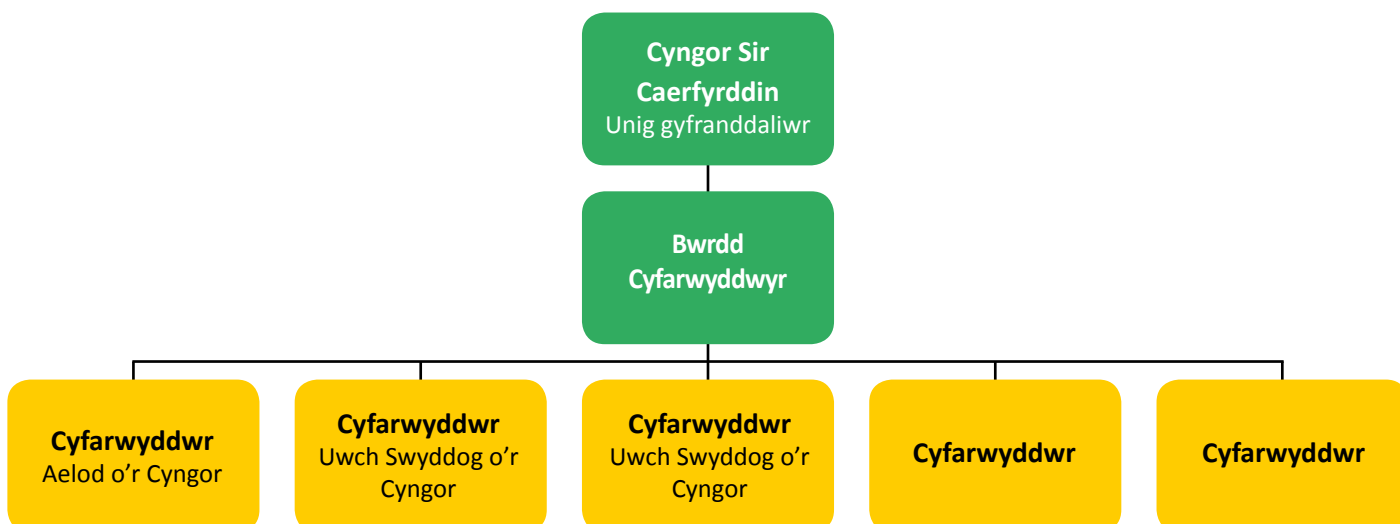 Cyngor Sir
Caerfyrddin
Unig gyfranddaliwr
Bwrdd
Cyfarwyddwyr
Cyfarwyddwr
Aelod o’r Cyngor
Cyfarwyddwr
Uwch Swyddog o’r
Cyngor
Cyfarwyddwr
Uwch Swyddog o’r
Cyngor
Cyfarwyddwr
Cyfarwyddwr